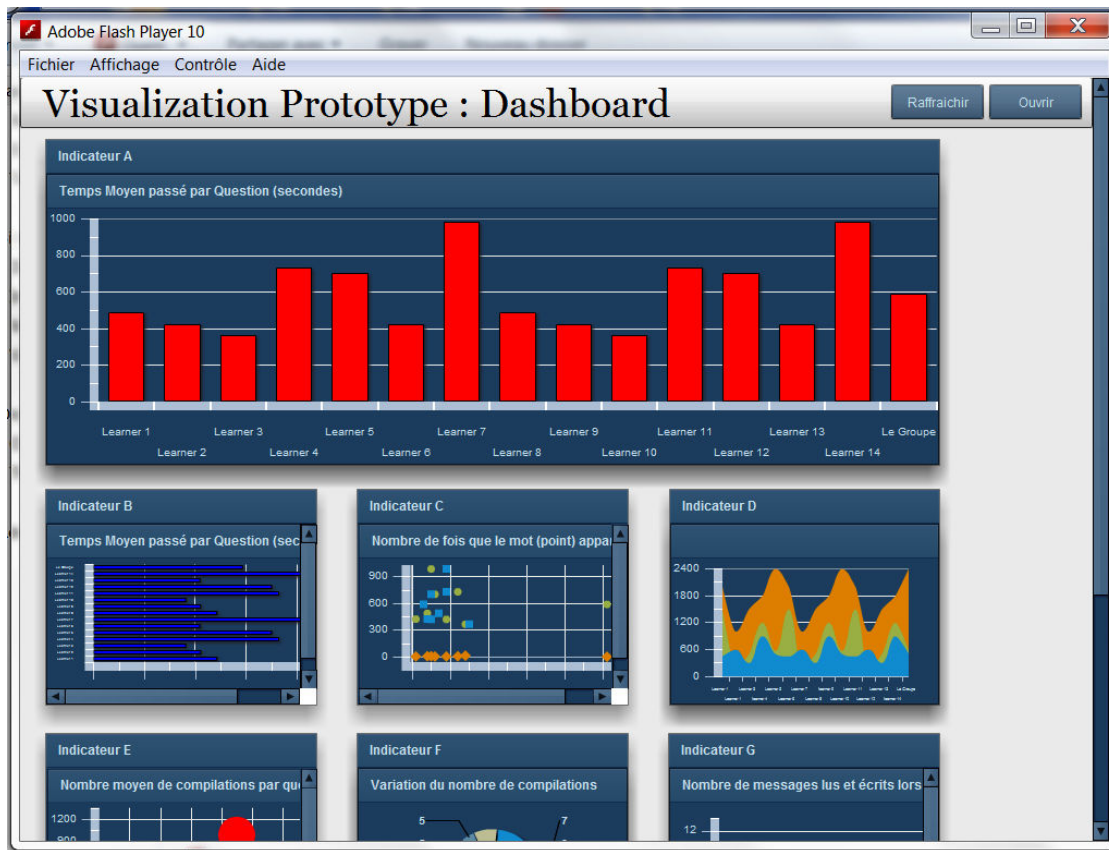 Adobe Flash Player 10
Fichier Affichage Contrôle Aide
Visualization Prototype : Dashboard
Raffraichir
Ouvrir
Indicateur A
Temps Moyen passé par Question (secondes)
1000
800
600
400
200
0
Learner 1
Learner 2
Learner 3
Learner 4
Learner 5
Learner 6
Learner 7
Learner 8
Learner 9
Learner 10
Learner 11
Learner 12
Learner 13
Learner 14
Le Groupe
Indicateur B
Temps Moyen passé par Question (sec
Indicateur C
Nombre de fois que le mot (point) appa
900
600
300
0
Indicateur D
2400
1800
1200
600
0
Indicateur E
Nombre moyen de compilations par qu
1200
900
Indicateur F
Variation du nombre de compilations
5
7
Indicateur G
Nombre de messages lus et écrits lors
12